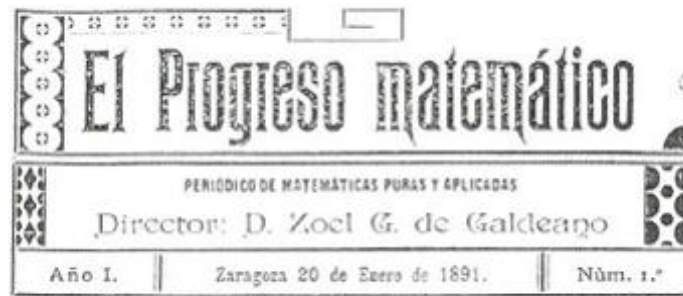 El Progreso matemático
PERIÓDICO DE MATEMÁTICAS PURAS Y APLICADAS
Director: D. Zoel G. de Galdeano
Año I.
Zaragoza 20 de Enero de 1891.
Núm. 1.º